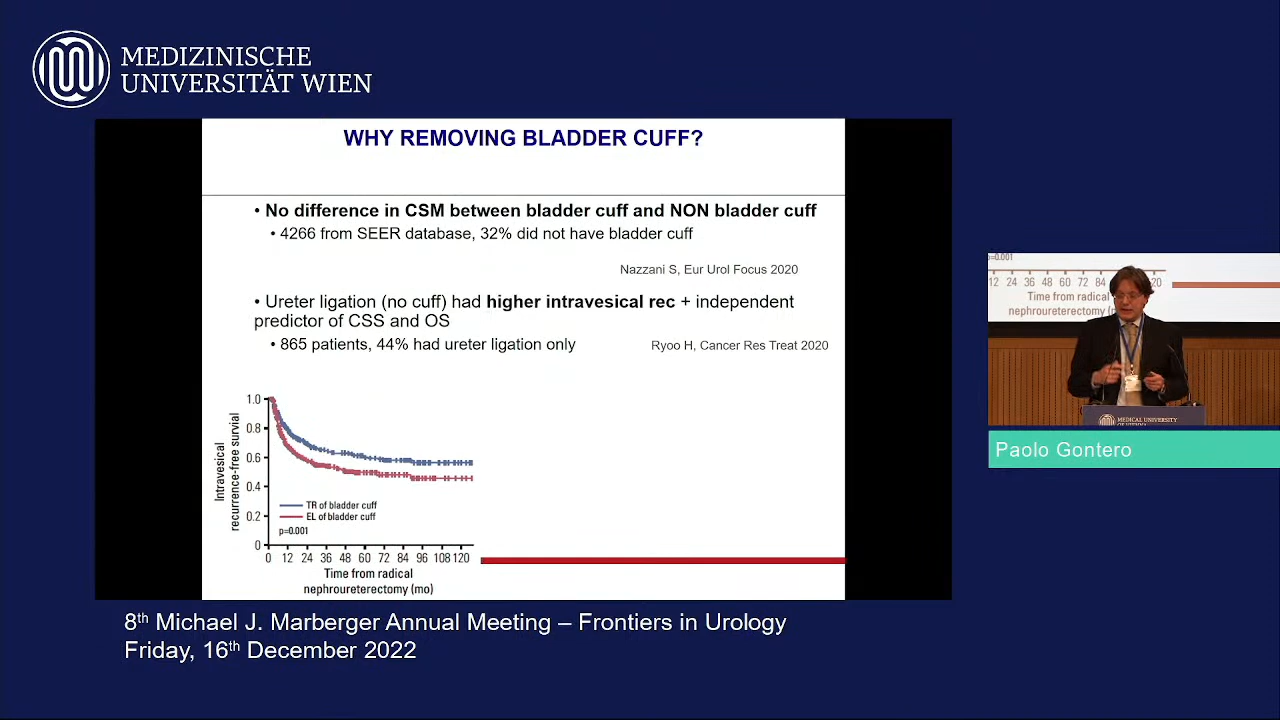 MEDIZINISCHE
UNIVERSITÄT WIEN
WHY REMOVING BLADDER CUFF?
• No difference in CSM between bladder cuff and NON bladder cuff
• 4266 from SEER database, 32% did not have bladder cuff
Nazzani S, Eur Urol Focus 2020
• Ureter ligation (no cuff) had higher intravesical rec + independent
predictor of CSS and OS
• 865 patients, 44% had ureter ligation only
Ryoo H, Cancer Res Treat 2020
Intravesical
recurrence-free survial
1.0
0.8
0.6
0.4
0.2
0
TR of bladder cuff
EL of bladder cuff
p=0.001
0 12 24 36 48 60 72 84 96 108 120
Time from radical
nephroureterectomy (mo)
p=0.001
12 24 36 48 60 72 84 96 108 120
Time from radical
nephroureterectomy
MEDICAL UNIVERSITY
Paolo Gontero
8th Michael J. Marberger Annual Meeting – Frontiers in Urology
Friday, 16th December 2022